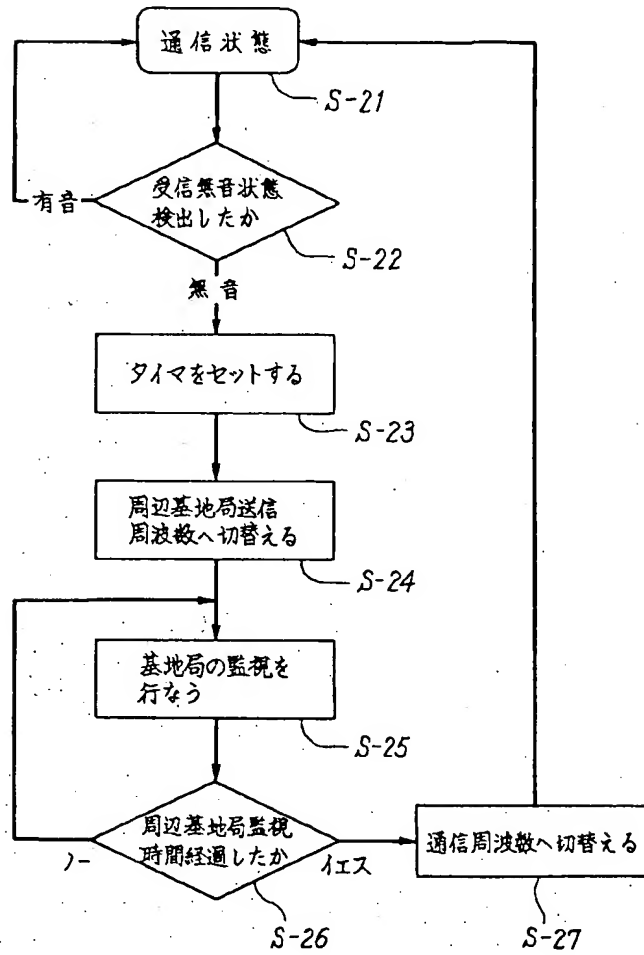 通信状態
S-21
受信無音状態
検出したか
有音
S-22
無音
タイマをセットする
S-23
周辺基地局送信
周波数へ切替える
S-24
基地局の監視を
行なう
S-25
周辺基地局監視
時間経過したか
ノー
イエス
通信周波数へ切替える
S-26
S-27